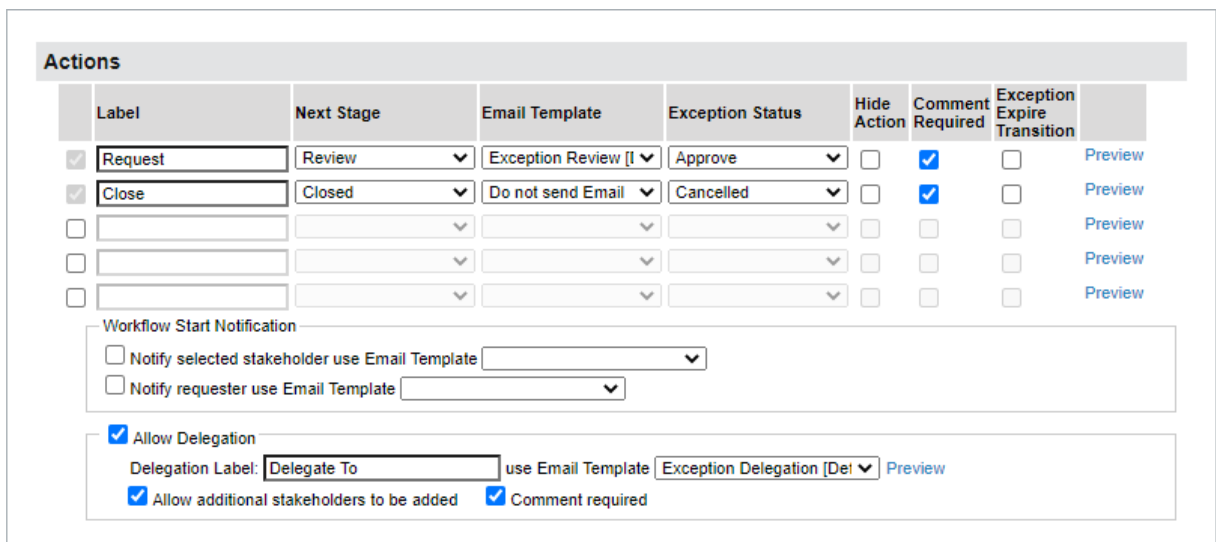 Actions
Label Next Stage Email Template Exception Status Hide Action Comment Required Exception Expire Transition
Request Review Exception Review [ Approve Preview
Close Closed Do not send Email Cancelled Preview
Preview
Preview
Preview
Workflow Start Notification
Notify selected stakeholder use Email Template
Notify requester use Email Template
Allow Delegation
Delegation Label: Delegate To use Email Template Exception Delegation [Def Preview
Allow additional stakeholders to be added Comment required